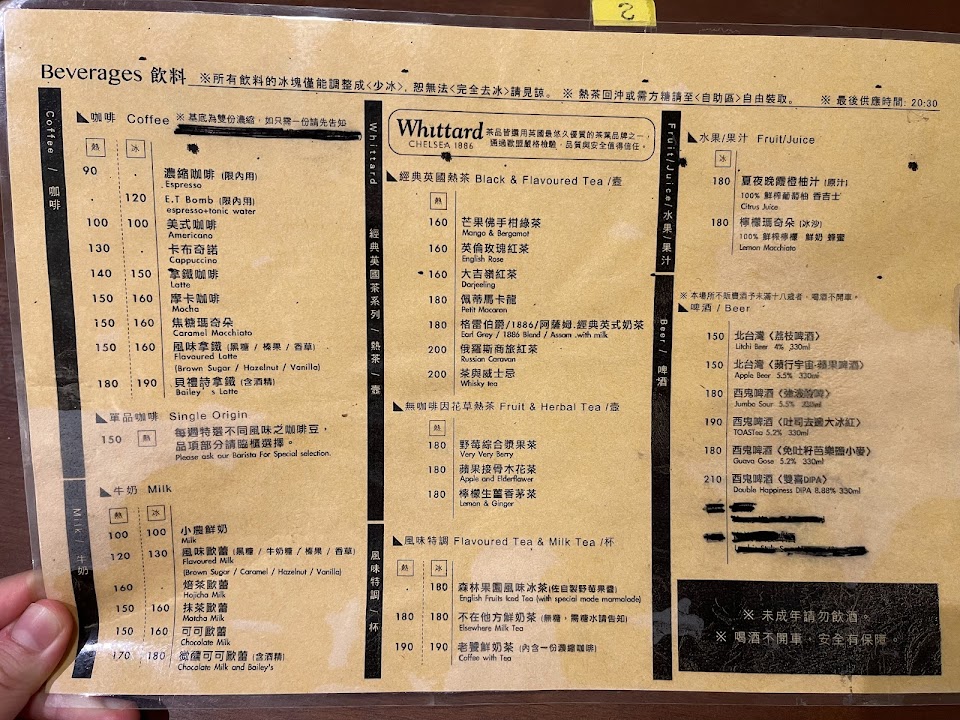 2
Beverages 飲料 ※所有飲料的冰塊僅能調整成<少冰>, 恕無法<完全去冰>請見諒。 ※ 熱茶回沖或需方糖請至<自助區>自由裝取。 ※ 最後供應時間: 20:30
Coffee / 咖啡
咖啡 Coffee ※ 基底為雙份濃縮,如只需一份請先告知
熱 冰
90 . 濃縮咖啡 (限內用)
Espresso
. 120 E.T Bomb (限內用)
espresso+tonic water
100 100 美式咖啡
Americano
130 . 卡布奇諾
Cappuccino
140 150 拿鐵咖啡
Latte
150 160 摩卡咖啡
Mocha
150 160 焦糖瑪奇朵
Caramel Macchiato
150 160 風味拿鐵 (黑糖 / 榛果 / 香草)
Flavoured Latte
(Brown Sugar / Hazelnut / Vanilla)
180 190 貝禮詩拿鐵 (含酒精)
Bailey's Latte
單品咖啡 Single Origin
150 熱 每週特選不同風味之咖啡豆,
品項部分請臨櫃選擇。
Please ask our Barista For Special selection.
Milk / 牛奶
牛奶 Milk
熱 冰
100 100 小農鮮奶
Milk
120 130 風味歐蕾 (黑糖 / 牛奶糖 / 榛果 / 香草)
Flavoured Milk
(Brown Sugar / Caramel / Hazelnut / Vanilla)
160 . 焙茶歐蕾
Hojicha Milk
150 160 抹茶歐蕾
Matcha Milk
150 160 可可歐蕾
Chocolate Milk
170 180 微醺可可歐蕾 (含酒精)
Chocolate Milk and Bailey's
Whittard 經典英國茶系列 / 熱茶 / 壺
Whittard
CHELSEA 1886
茶品皆選用英國最悠久優質的茶葉品牌之一,
通過歐盟嚴格檢驗,品質與安全值得信任。
經典英國熱茶 Black & Flavoured Tea /壺
熱
160 芒果佛手柑綠茶
Mango & Bergamot
160 英倫玫瑰紅茶
English Rose
160 大吉嶺紅茶
Darjeeling
180 佩蒂馬卡龍
Petit Macaron
180 格雷伯爵/1886/阿薩姆.經典英式奶茶
Earl Grey / 1886 Bland / Assam .with milk
200 俄羅斯商旅紅茶
Russian Caravan
200 茶與威士忌
Whisky tea
無咖啡因花草熱茶 Fruit & Herbal Tea /壺
熱
180 野莓綜合漿果茶
Very Very Berry
180 蘋果接骨木花茶
Apple and Elderflower
180 檸檬生薑香茅茶
Lemon & Ginger
風味特調 / 杯
風味特調 Flavoured Tea & Milk Tea /杯
熱 冰
. 180 森林果園風味冰茶(佐自製野莓果醬)
English Fruits Iced Tea (with special made marmalade)
180 180 不在他方鮮奶茶 (無糖,需糖水請告知)
Elsewhere Milk Tea
190 190 老饕鮮奶茶 (內含一份濃縮咖啡)
Coffee with Tea
Fruit/Juice/水果/果汁
水果/果汁 Fruit/Juice
冰
180 夏夜晚霞橙柚汁 (原汁)
100% 鮮榨葡萄柚 香吉士
Citrus Juice
180 檸檬瑪奇朵 (冰沙)
100% 鮮榨檸檬 鮮奶 蜂蜜
Lemon Macchiato
Beer / 啤酒
※ 本場所不販賣酒予未滿十八歲者,喝酒不開車。
啤酒 / Beer
150 北台灣〈荔枝啤酒〉
Litchi Beer 4% 330ml
150 北台灣〈蘋行宇宙-蘋果啤酒〉
Apple Beer 5.5% 330ml
180 酉鬼啤酒
Jumbo Sour 5.5% 330ml
190 酉鬼啤酒〈吐司去邊大冰紅〉
TOASTea 5.2% 330ml
180 酉鬼啤酒〈免吐籽芭樂鹽小麥〉
Guava Gose 5.2% 330ml
210 酉鬼啤酒〈雙喜DIPA〉
Double Happiness DIPA 8.88% 330ml
※ 未成年請勿飲酒。
※ 喝酒不開車,安全有保障